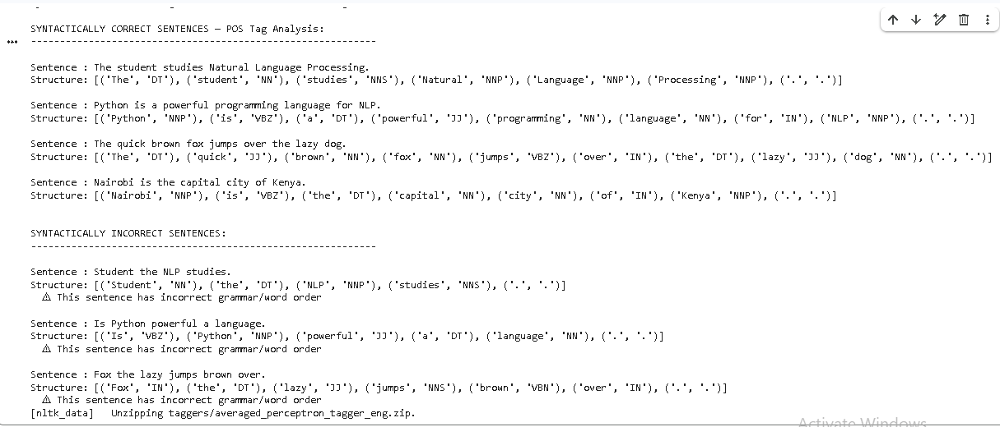 SYNTACTICALLY CORRECT SENTENCES — POS Tag Analysis:
------------------------------------------------------------
Sentence : The student studies Natural Language Processing.
Structure: [('The', 'DT'), ('student', 'NN'), ('studies', 'NNS'), ('Natural', 'NNP'), ('Language', 'NNP'), ('Processing', 'NNP'), ('.', '.')]
Sentence : Python is a powerful programming language for NLP.
Structure: [('Python', 'NNP'), ('is', 'VBZ'), ('a', 'DT'), ('powerful', 'JJ'), ('programming', 'NN'), ('language', 'NN'), ('for', 'IN'), ('NLP', 'NNP'), ('.', '.')]
Sentence : The quick brown fox jumps over the lazy dog.
Structure: [('The', 'DT'), ('quick', 'JJ'), ('brown', 'NN'), ('fox', 'NN'), ('jumps', 'VBZ'), ('over', 'IN'), ('the', 'DT'), ('lazy', 'JJ'), ('dog', 'NN'), ('.', '.')]
Sentence : Nairobi is the capital city of Kenya.
Structure: [('Nairobi', 'NNP'), ('is', 'VBZ'), ('the', 'DT'), ('capital', 'NN'), ('city', 'NN'), ('of', 'IN'), ('Kenya', 'NNP'), ('.', '.')]
SYNTACTICALLY INCORRECT SENTENCES:
------------------------------------------------------------
Sentence : Student the NLP studies.
Structure: [('Student', 'NN'), ('the', 'DT'), ('NLP', 'NNP'), ('studies', 'NNS'), ('.', '.')]
⚠ This sentence has incorrect grammar/word order
Sentence : Is Python powerful a language.
Structure: [('Is', 'VBZ'), ('Python', 'NNP'), ('powerful', 'JJ'), ('a', 'DT'), ('language', 'NN'), ('.', '.')]
⚠ This sentence has incorrect grammar/word order
Sentence : Fox the lazy jumps brown over.
Structure: [('Fox', 'IN'), ('the', 'DT'), ('lazy', 'JJ'), ('jumps', 'NNS'), ('brown', 'VBN'), ('over', 'IN'), ('.', '.')]
⚠ This sentence has incorrect grammar/word order
[nltk_data]   Unzipping taggers/averaged_perceptron_tagger_eng.zip.
Activate Windows